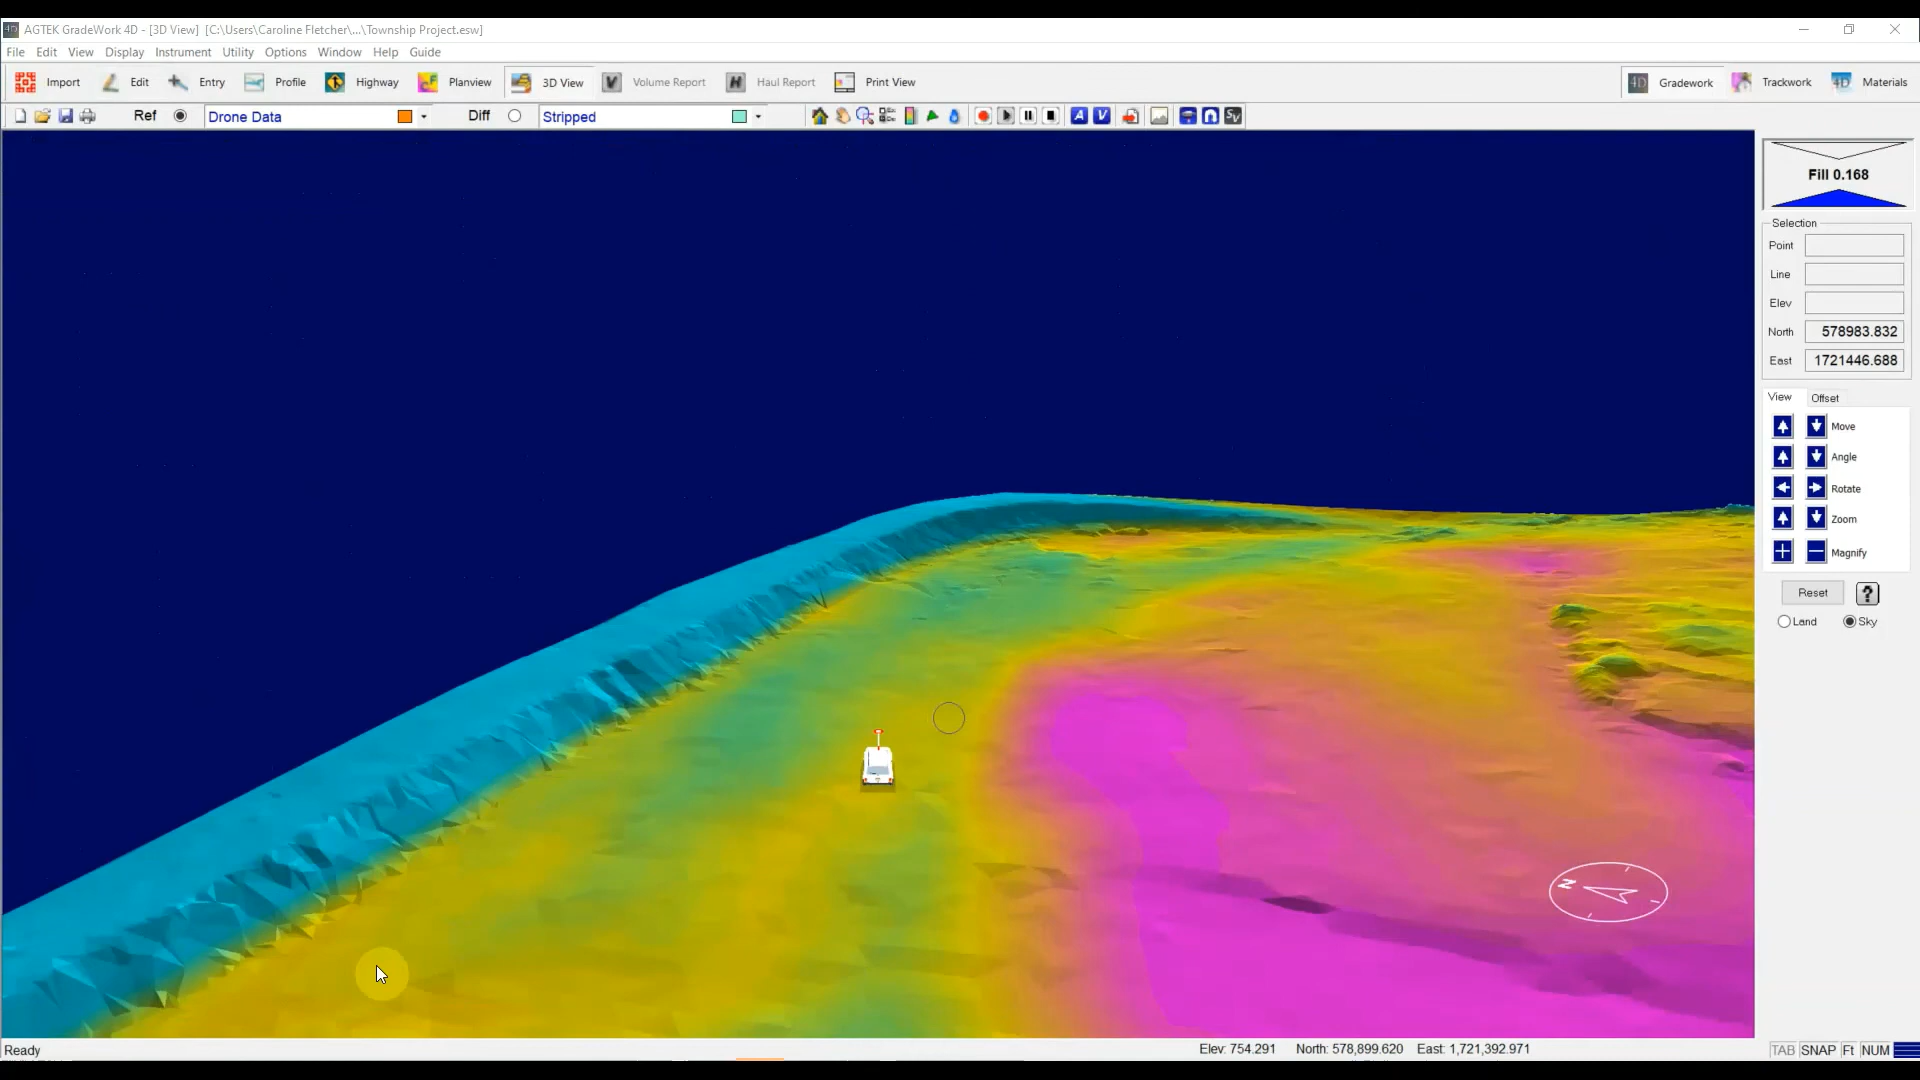 AGTEK GradeWork 4D - [3D View] [C:\Users\Caroline Fletcher\...\Township Project.esw]
File Edit View Display Instrument Utility Options Window Help Guide
Import Edit Entry Profile Highway Planview 3D View Volume Report Haul Report Print View Gradework Trackwork Materials
Ref Drone Data Diff Stripped A V SV
Fill 0.168
Selection
Point
Line
Elev
North 578983.832
East 1721446.688
View Offset
Move
Angle
Rotate
Zoom
Magnify
Reset ?
Land Sky
N
Ready Elev: 754.291 North: 578,899.620 East: 1,721,392.971 TAB SNAP Ft NUM